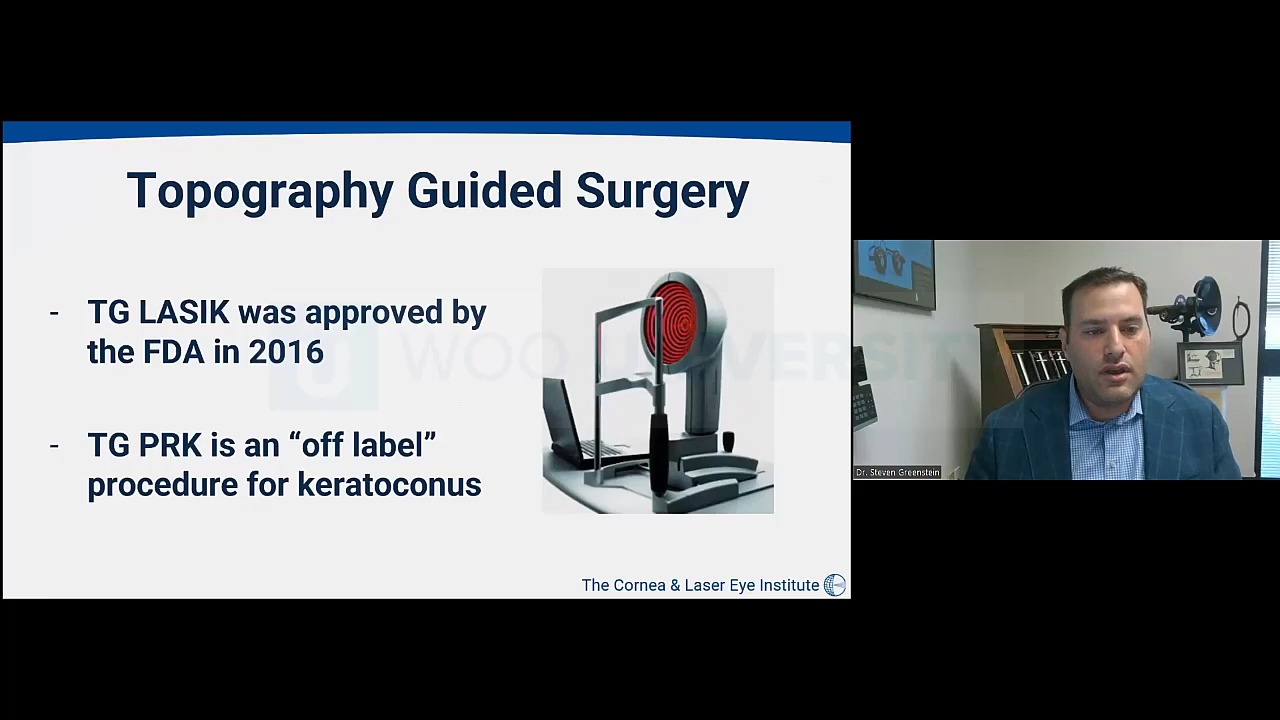 Topography Guided Surgery
- TG LASIK was approved by
the FDA in 2016
- TG PRK is an “off label”
procedure for keratoconus
The Cornea & Laser Eye Institute
Dr. Steven Greenstein